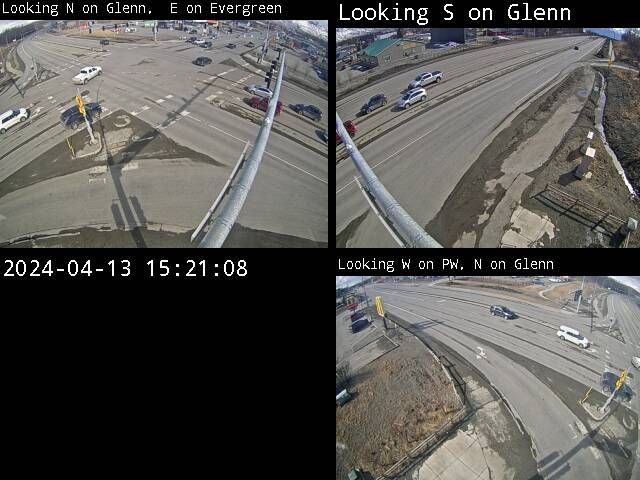 Looking N on Glenn,  E on Evergreen
Looking S on Glenn
2024-04-13 15:21:08
Looking W on PW, N on Glenn